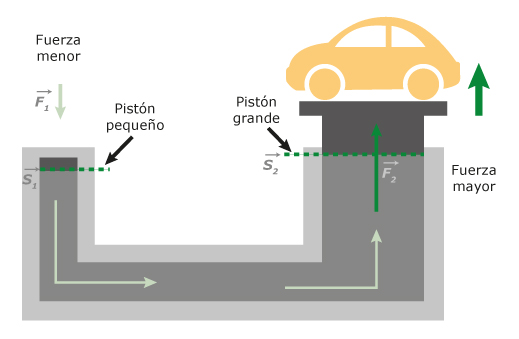 Fuerza
menor
F1
Pistón
pequeño
S1
Pistón
grande
S2
F2
Fuerza
mayor